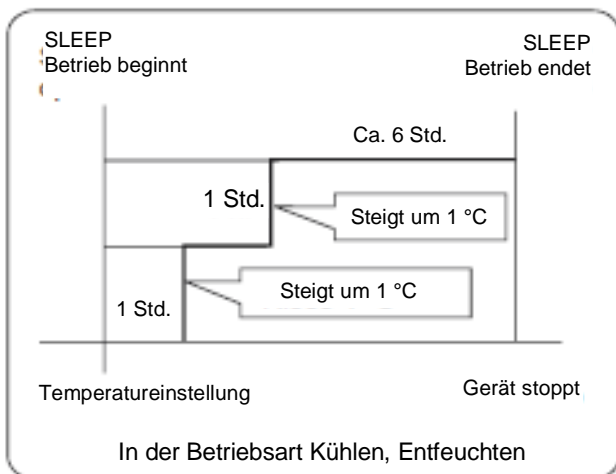 SLEEP
Betrieb beginnt
SLEEP
Betrieb endet
Ca. 6 Std.
1 Std.
Steigt um 1 °C
Steigt um 1 °C
1 Std.
Temperatureinstellung
Gerät stoppt
In der Betriebsart Kühlen, Entfeuchten